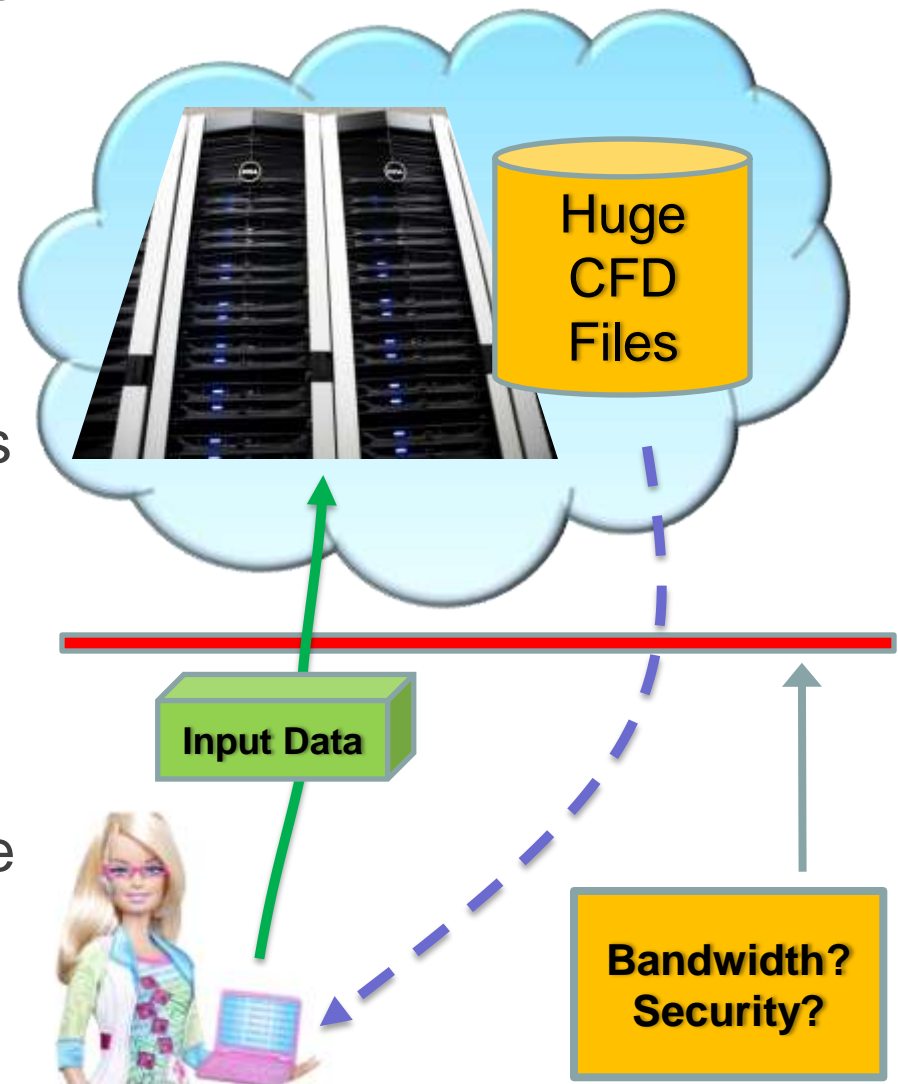 Huge
CFD
Files
s
Input Data
e
Bandwidth?
Security?